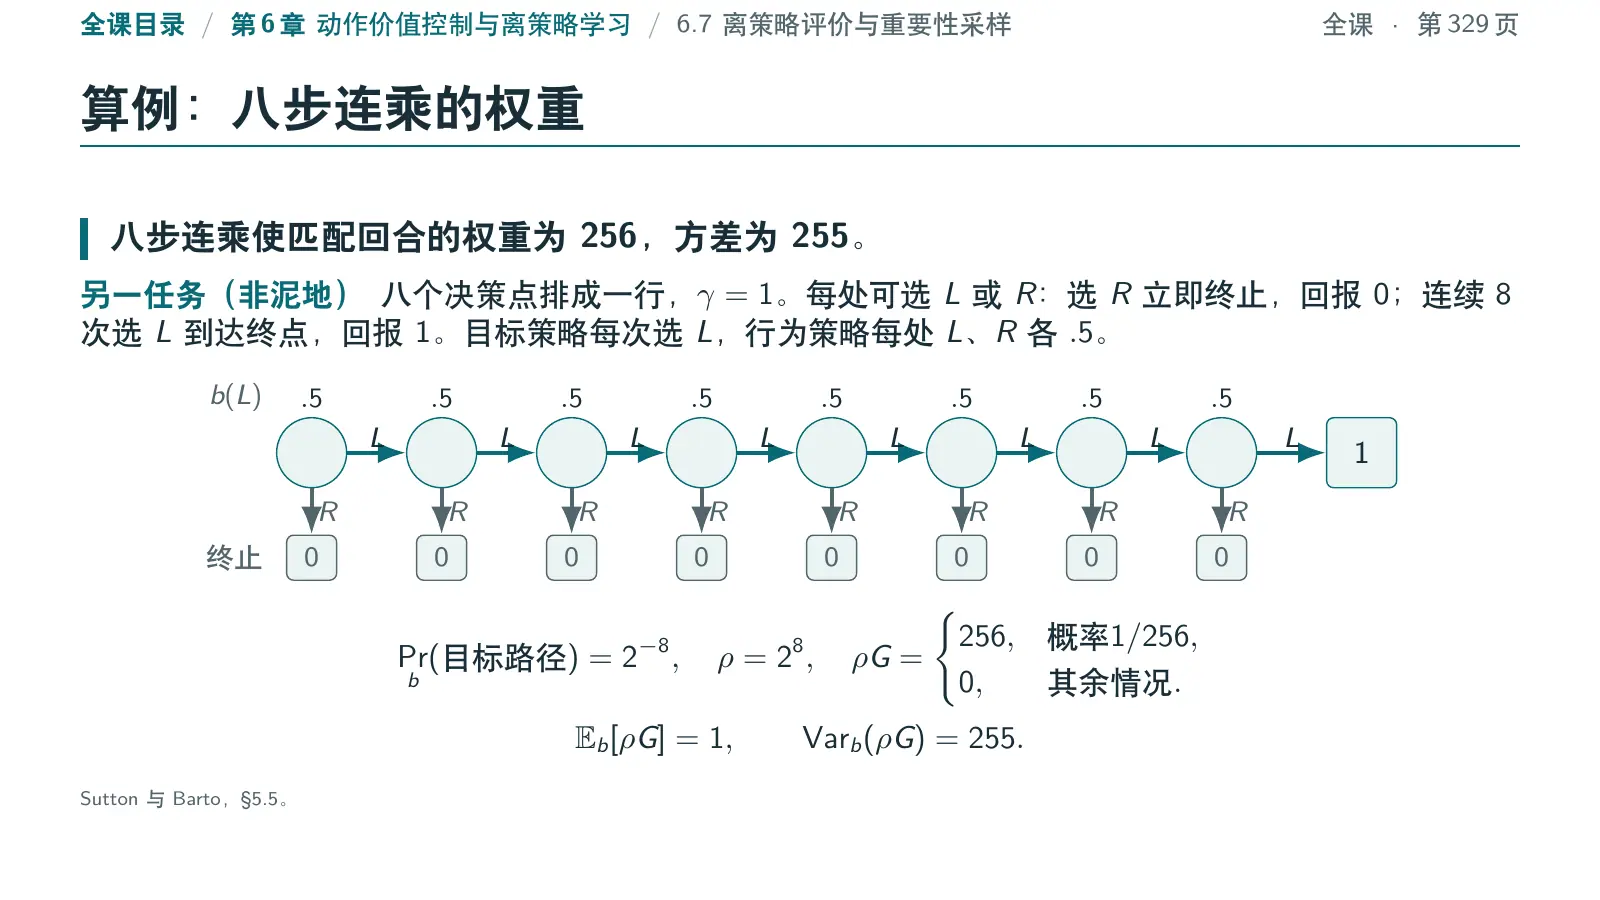 全课目录 / 第 6 章 动作价值控制与离策略学习 / 6.7 离策略评价与重要性采样
全课 · 第 329 页
算例：八步连乘的权重
八步连乘使匹配回合的权重为 256，方差为 255。
另一任务（非泥地） 八个决策点排成一行，γ = 1。每处可选 L 或 R：选 R 立即终止，回报 0；连续 8
次选 L 到达终点，回报 1。目标策略每次选 L，行为策略每处 L、R 各 .5。
b(L) .5 .5 .5 .5 .5 .5 .5 .5
L L L L L L L L 1
R R R R R R R R
终止 0 0 0 0 0 0 0 0
Pr_b(目标路径) = 2^{−8}, ρ = 2^8, ρG = { 256, 概率1/256,
0, 其余情况.
𝔼_b[ρG] = 1, Var_b(ρG) = 255.
Sutton 与 Barto，§5.5。